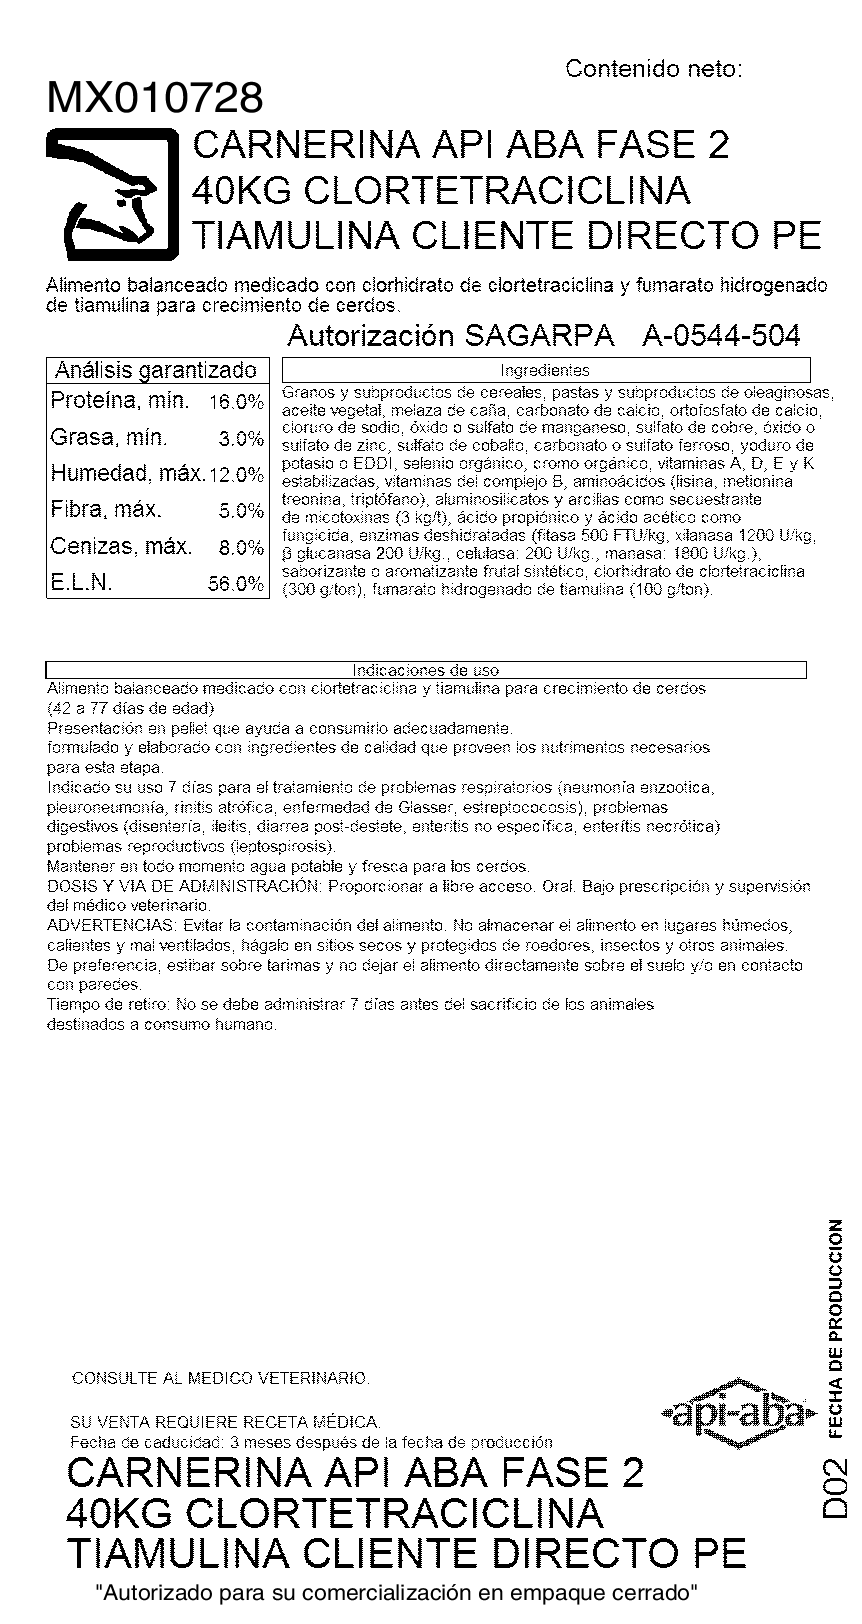 Contenido neto:
MX010728
CARNERINA API ABA FASE 2
40KG CLORTETRACICLINA
TIAMULINA CLIENTE DIRECTO PE
Alimento balanceado medicado con clorhidrato de clortetraciclina y fumarato hidrogenado
de tiamulina para crecimiento de cerdos.
Autorización SAGARPA A-0544-504
Análisis garantizado
Proteína, mín. 16.0%
Grasa, mín. 3.0%
Humedad, máx. 12.0%
Fibra, máx. 5.0%
Cenizas, máx. 8.0%
E.L.N. 56.0%
Ingredientes
Granos y subproductos de cereales, pastas y subproductos de oleaginosas,
aceite vegetal, melaza de caña, carbonato de calcio, ortofosfato de calcio,
cloruro de sodio, óxido o sulfato de manganeso, sulfato de cobre, óxido o
sulfato de zinc, sulfato de cobalto, carbonato o sulfato ferroso, yoduro de
potasio o EDDI, selenio orgánico, cromo orgánico, vitaminas A, D, E y K
estabilizadas, vitaminas del complejo B, aminoácidos (lisina, metionina
treonina, triptófano), aluminosilicatos y arcillas como secuestrante
de micotoxinas (3 kg/t), ácido propiónico y ácido acético como
fungicida, enzimas deshidratadas (fitasa 500 FTU/kg, xilanasa 1200 U/kg,
β glucanasa 200 U/kg., celulasa: 200 U/kg., manasa: 1800 U/kg.),
saborizante o aromatizante frutal sintético, clorhidrato de clortetraciclina
(300 g/ton), fumarato hidrogenado de tiamulina (100 g/ton).
Indicaciones de uso
Alimento balanceado medicado con clortetraciclina y tiamulina para crecimiento de cerdos
(42 a 77 días de edad)
Presentación en pellet que ayuda a consumirlo adecuadamente.
formulado y elaborado con ingredientes de calidad que proveen los nutrimentos necesarios
para esta etapa.
Indicado su uso 7 días para el tratamiento de problemas respiratorios (neumonía enzootica,
pleuroneumonía, rinitis atrófica, enfermedad de Glasser, estreptococosis), problemas
digestivos (disentería, ileitis, diarrea post-destete, enteritis no específica, enterítis necrótica)
problemas reproductivos (leptospirosis).
Mantener en todo momento agua potable y fresca para los cerdos.
DOSIS Y VIA DE ADMINISTRACIÓN: Proporcionar a libre acceso. Oral. Bajo prescripción y supervisión
del médico veterinario.
ADVERTENCIAS: Evitar la contaminación del alimento. No almacenar el alimento en lugares húmedos,
calientes y mal ventilados, hágalo en sitios secos y protegidos de roedores, insectos y otros animales.
De preferencia, estibar sobre tarimas y no dejar el alimento directamente sobre el suelo y/o en contacto
con paredes.
Tiempo de retiro: No se debe administrar 7 días antes del sacrificio de los animales
destinados a consumo humano.
FECHA DE PRODUCCION
D02
CONSULTE AL MEDICO VETERINARIO.
api-aba
SU VENTA REQUIERE RECETA MÉDICA.
Fecha de caducidad: 3 meses después de la fecha de producción
CARNERINA API ABA FASE 2
40KG CLORTETRACICLINA
TIAMULINA CLIENTE DIRECTO PE
"Autorizado para su comercialización en empaque cerrado"